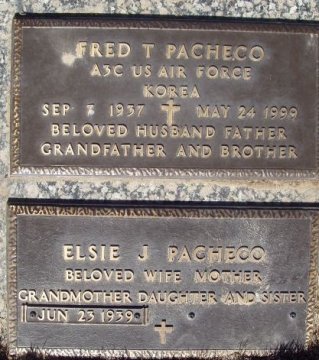 FRED T PACHECO
A3C US AIR FORCE
KOREA
SEP 7 1937 MAY 24 1999
BELOVED HUSBAND FATHER
GRANDFATHER AND BROTHER
ELSIE J PACHECO
BELOVED WIFE MOTHER
GRANDMOTHER DAUGHTER AND SISTER
JUN 23 1939